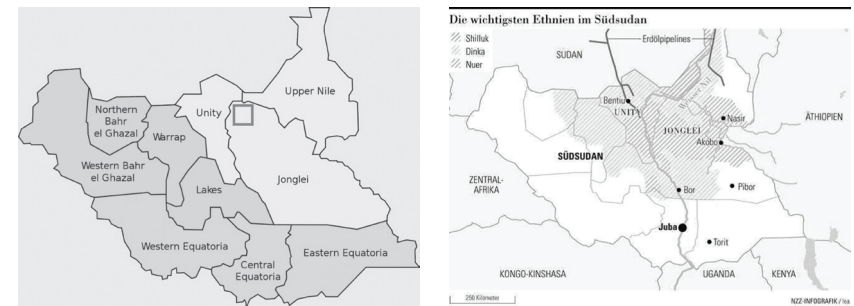 Northern
Bahr
el Ghazal
Western Bahr
el Ghazal
Warrap
Unity
Upper Nile
Jonglei
Lakes
Western Equatoria
Central
Equatoria
Eastern Equatoria
Die wichtigsten Ethnien im Südsudan
Shilluk
Dinka
Nuer
Erdölpipelines
SUDAN
Weisser Nil
Bentiu
UNITY
JONGLEI
Nasir
Akobo
ÄTHIOPIEN
SÜDSUDAN
ZENTRAL-
AFRIKA
Bor
Pibor
Juba
Torit
KONGO-KINSHASA
UGANDA
KENYA
250 Kilometer
NZZ-INFOGRAFIK / lea.